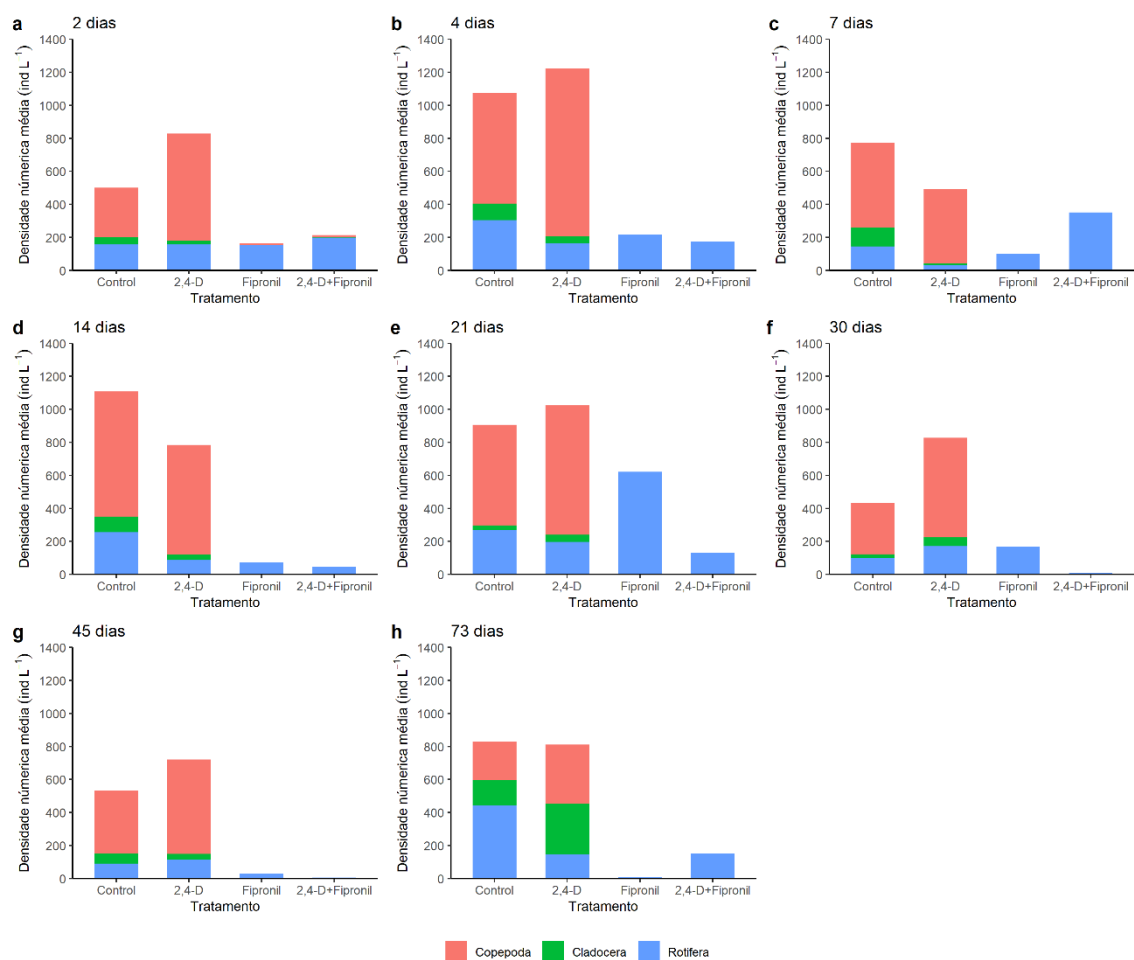 a 2 dias
1400
1200
1000
800
600
400
200
0
Densidade númerica média (ind L⁻¹)
Control 2,4-D Fipronil 2,4-D+Fipronil
Tratamento
b 4 dias
1400
1200
1000
800
600
400
200
0
Densidade númerica média (ind L⁻¹)
Control 2,4-D Fipronil 2,4-D+Fipronil
Tratamento
c 7 dias
1400
1200
1000
800
600
400
200
0
Densidade númerica média (ind L⁻¹)
Control 2,4-D Fipronil 2,4-D+Fipronil
Tratamento
d 14 dias
1400
1200
1000
800
600
400
200
0
Densidade númerica média (ind L⁻¹)
Control 2,4-D Fipronil 2,4-D+Fipronil
Tratamento
e 21 dias
1400
1200
1000
800
600
400
200
0
Densidade númerica média (ind L⁻¹)
Control 2,4-D Fipronil 2,4-D+Fipronil
Tratamento
f 30 dias
1400
1200
1000
800
600
400
200
0
Densidade númerica média (ind L⁻¹)
Control 2,4-D Fipronil 2,4-D+Fipronil
Tratamento
g 45 dias
1400
1200
1000
800
600
400
200
0
Densidade númerica média (ind L⁻¹)
Control 2,4-D Fipronil 2,4-D+Fipronil
Tratamento
h 73 dias
1400
1200
1000
800
600
400
200
0
Densidade númerica média (ind L⁻¹)
Control 2,4-D Fipronil 2,4-D+Fipronil
Tratamento
Copepoda Cladocera Rotifera